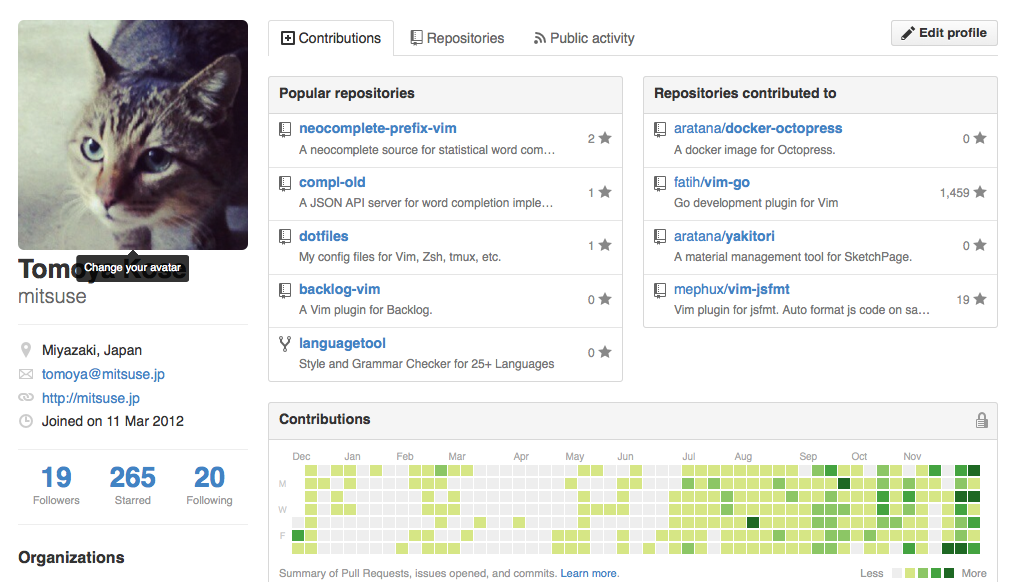 Contributions
Repositories
Public activity
Edit profile
Change your avatar
Tomoya Kose
mitsuse
Miyazaki, Japan
tomoya@mitsuse.jp
http://mitsuse.jp
Joined on 11 Mar 2012
19 265 20
Followers Starred Following
Organizations
Popular repositories
neocomplete-prefix-vim
A neocomplete source for statistical word com…
2
compl-old
A JSON API server for word completion imple…
1
dotfiles
My config files for Vim, Zsh, tmux, etc.
1
backlog-vim
A Vim plugin for Backlog.
0
languagetool
Style and Grammar Checker for 25+ Languages
0
Repositories contributed to
aratana/docker-octopress
A docker image for Octopress.
0
fatih/vim-go
Go development plugin for Vim
1,459
aratana/yakitori
A material management tool for SketchPage.
0
mephux/vim-jsfmt
Vim plugin for jsfmt. Auto format js code on sa…
19
Contributions
Dec Jan Feb Mar Apr May Jun Jul Aug Sep Oct Nov
M
W
F
Summary of Pull Requests, issues opened, and commits. Learn more.
Less More